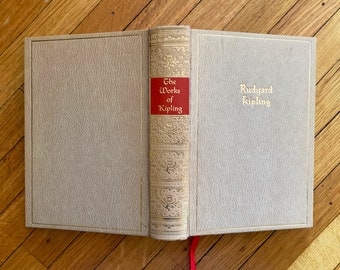 The
Works
of
Kipling
Rudyard
Kipling